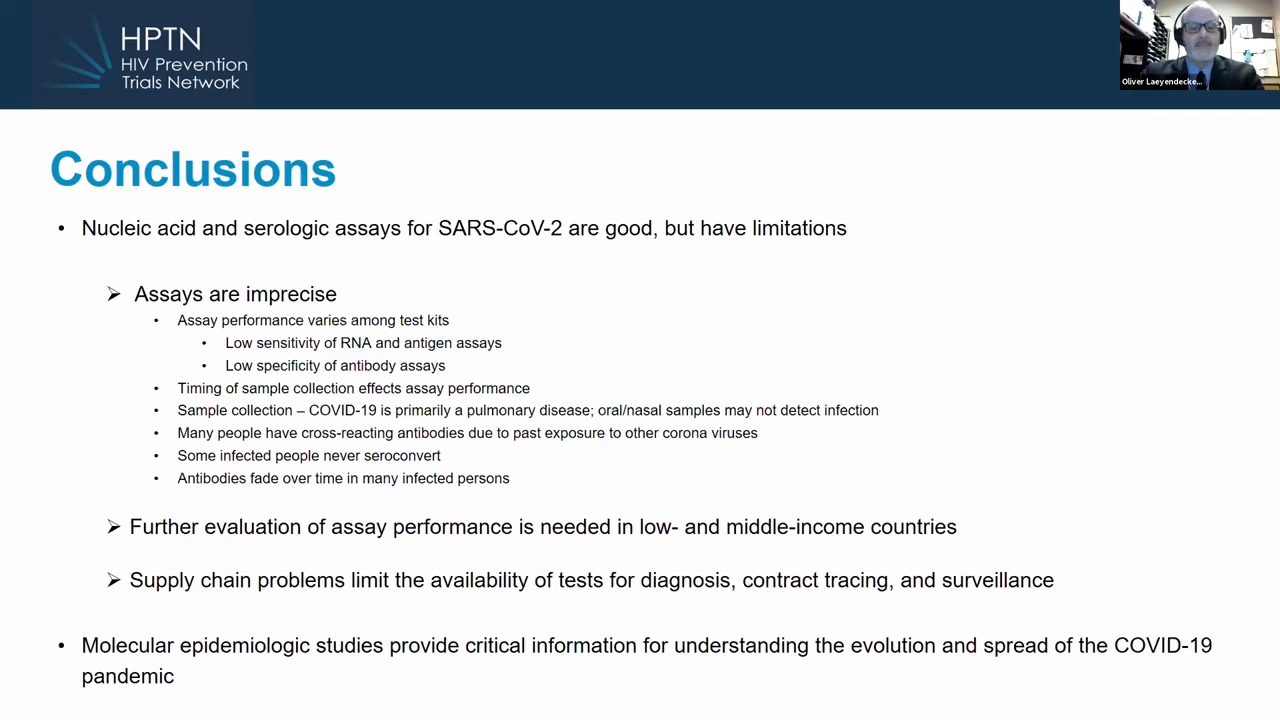 HPTN
HIV Prevention
Trials Network
Oliver Laeyendecke...
Conclusions
• Nucleic acid and serologic assays for SARS-CoV-2 are good, but have limitations
➢ Assays are imprecise
• Assay performance varies among test kits
• Low sensitivity of RNA and antigen assays
• Low specificity of antibody assays
• Timing of sample collection effects assay performance
• Sample collection – COVID-19 is primarily a pulmonary disease; oral/nasal samples may not detect infection
• Many people have cross-reacting antibodies due to past exposure to other corona viruses
• Some infected people never seroconvert
• Antibodies fade over time in many infected persons
➢ Further evaluation of assay performance is needed in low- and middle-income countries
➢ Supply chain problems limit the availability of tests for diagnosis, contract tracing, and surveillance
• Molecular epidemiologic studies provide critical information for understanding the evolution and spread of the COVID-19
pandemic